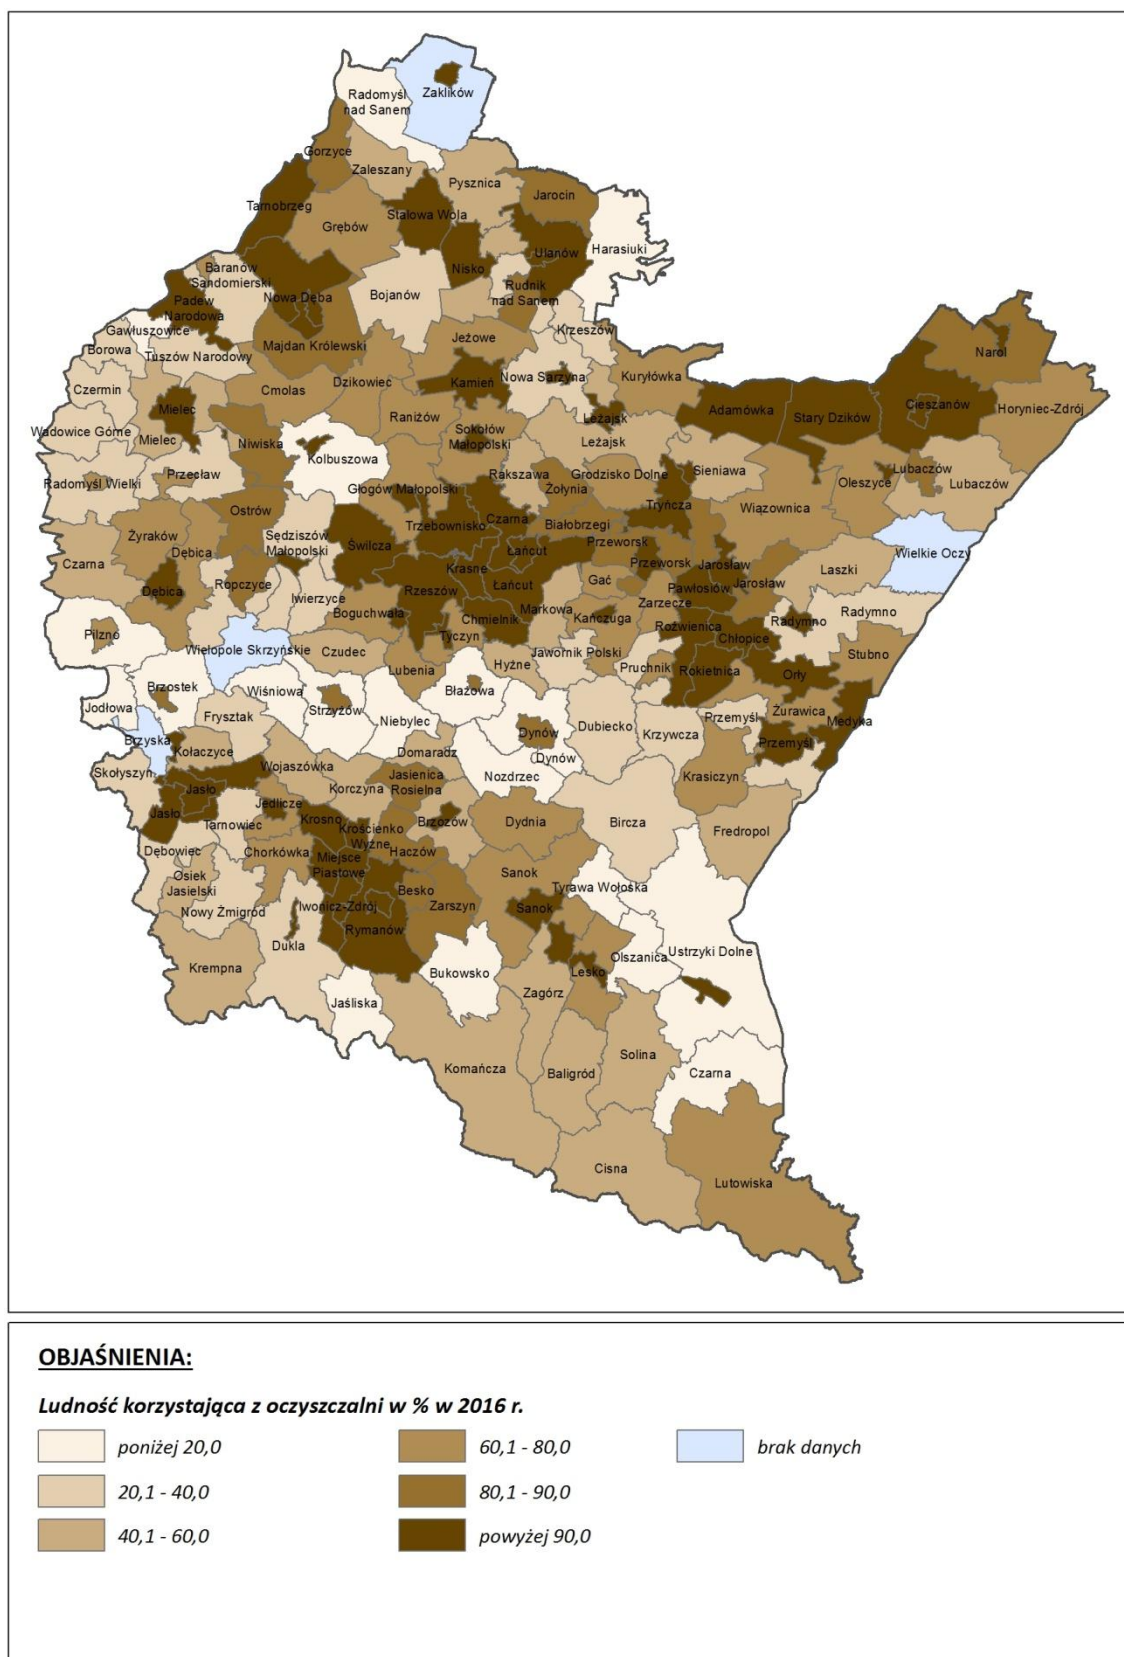 Radomyśl
nad Sanem
Zaklików
Gorzyce
Zaleszany
Pysznica
Jarocin
Tarnobrzeg
Stalowa Wola
Grębów
Ulanów
Harasiuki
Nisko
Baranów
Sandomierski
Rudnik
nad Sanem
Nowa Dęba
Bojanów
Padew
Narodowa
Gawłuszowice
Krzeszów
Borowa
Tuszów Narodowy
Majdan Królewski
Jeżowe
Narol
Czermin
Cmolas
Dzikowiec
Kamień
Nowa Sarzyna
Kuryłówka
Mielec
Raniżów
Adamówka
Stary Dzików
Cieszanów
Horyniec-Zdrój
Wadowice Górne
Mielec
Niwiska
Sokołów
Małopolski
Leżajsk
Leżajsk
Kolbuszowa
Radomyśl Wielki
Przecław
Głogów Małopolski
Rakszawa
Żołynia
Grodzisko Dolne
Sieniawa
Oleszyce
Lubaczów
Lubaczów
Ostrów
Trzebownisko
Czarna
Białobrzegi
Tryńcza
Wiązownica
Żyraków
Dębica
Sędziszów
Małopolski
Świlcza
Łańcut
Przeworsk
Wielkie Oczy
Czarna
Krasne
Przeworsk
Jarosław
Laszki
Dębica
Ropczyce
Iwierzyce
Rzeszów
Łańcut
Gać
Pawłosiów
Jarosław
Boguchwała
Chmielnik
Markowa
Kańczuga
Zarzecze
Radymno
Radymno
Pilzno
Tyczyn
Roźwienica
Chłopice
Wielopole Skrzyńskie
Czudec
Lubenia
Hyżne
Jawornik Polski
Pruchnik
Rokietnica
Orły
Stubno
Brzostek
Wiśniowa
Strzyżów
Błażowa
Jodłowa
Niebylec
Dubiecko
Przemyśl
Żurawica
Medyka
Frysztak
Dynów
Krzywcza
Brzyska
Kołaczyce
Domaradz
Dynów
Przemyśl
Skołyszyn
Wojaszówka
Jasienica
Rosielna
Nozdrzec
Krasiczyn
Jasło
Korczyna
Jedlicze
Jasło
Krosno
Brzozów
Dydnia
Bircza
Tarnowiec
Krościenko
Wyżne
Fredropol
Dębowiec
Chorkówka
Miejsce
Piastowe
Haczów
Osiek
Jasielski
Besko
Sanok
Tyrawa Wołoska
Nowy Żmigród
Iwonicz-Zdrój
Zarszyn
Sanok
Dukla
Rymanów
Olszanica
Ustrzyki Dolne
Krempna
Bukowsko
Lesko
Jaśliska
Zagórz
Solina
Komańcza
Baligród
Czarna
Cisna
Lutowiska
OBJAŚNIENIA:
Ludność korzystająca z oczyszczalni w % w 2016 r.
poniżej 20,0
60,1 - 80,0
brak danych
20,1 - 40,0
80,1 - 90,0
40,1 - 60,0
powyżej 90,0